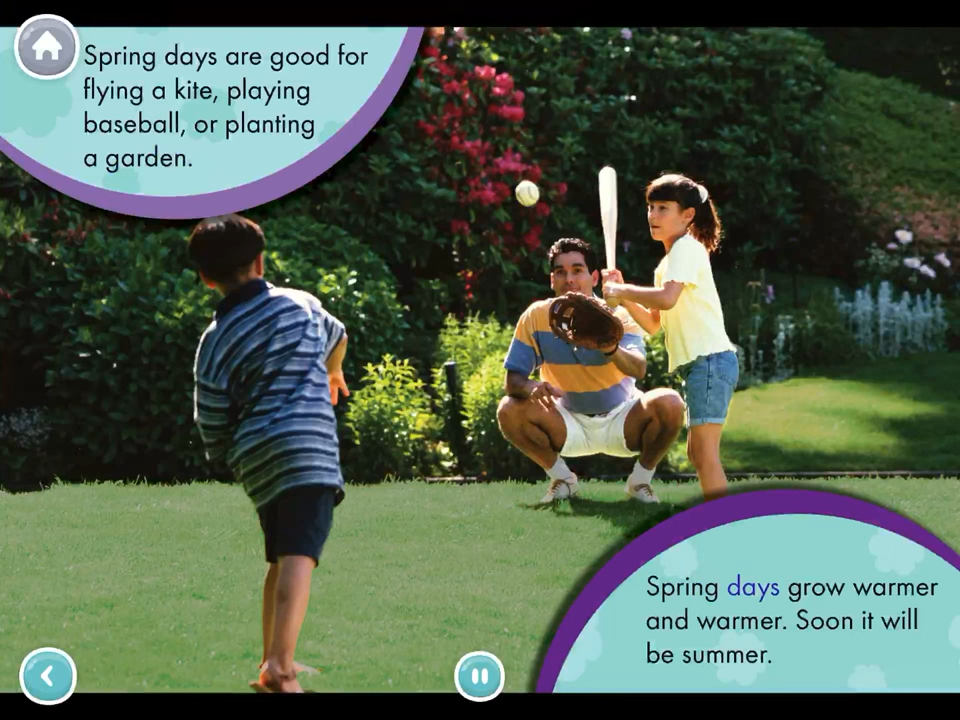 Spring days are good for
flying a kite, playing
baseball, or planting
a garden.
Spring days grow warmer
and warmer. Soon it will
be summer.